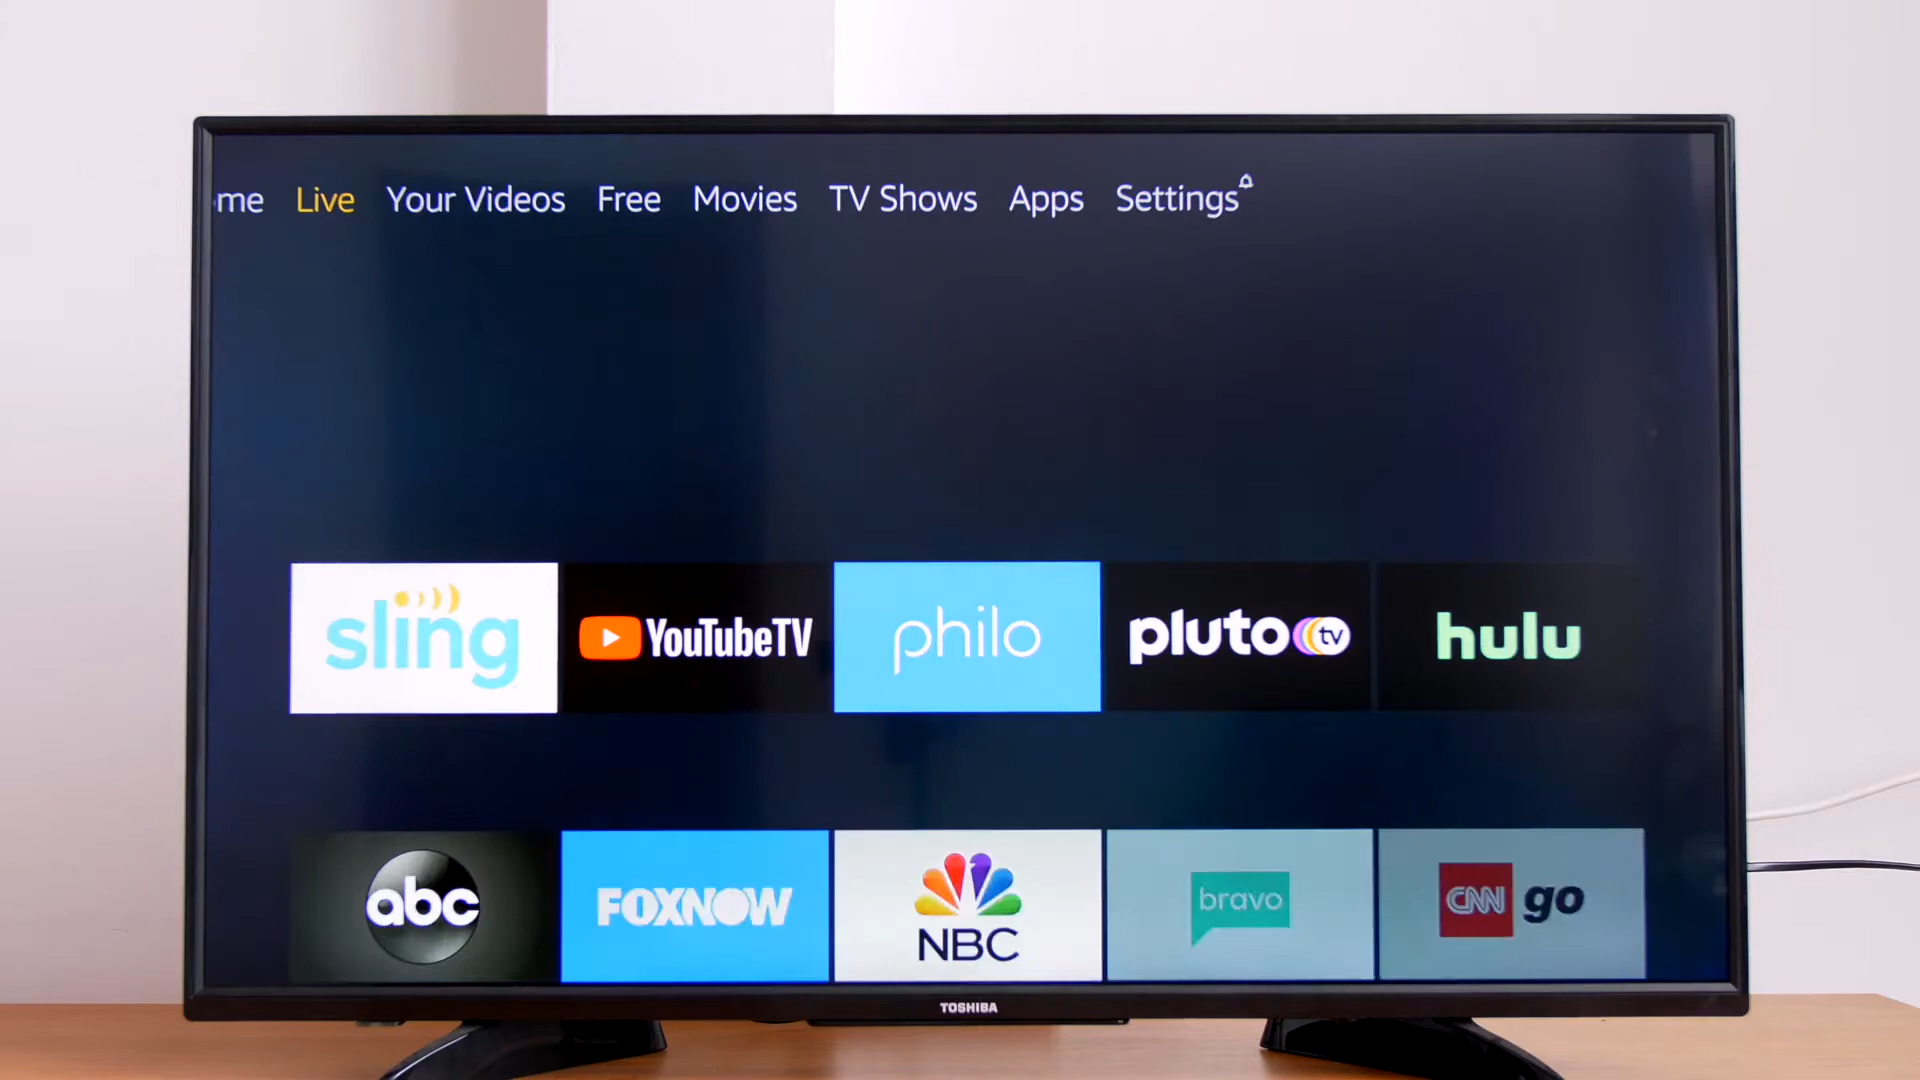 me Live Your Videos Free Movies TV Shows Apps Settings
sling YouTubeTV philo pluto tv hulu
abc FOXNOW NBC bravo CNN go
TOSHIBA